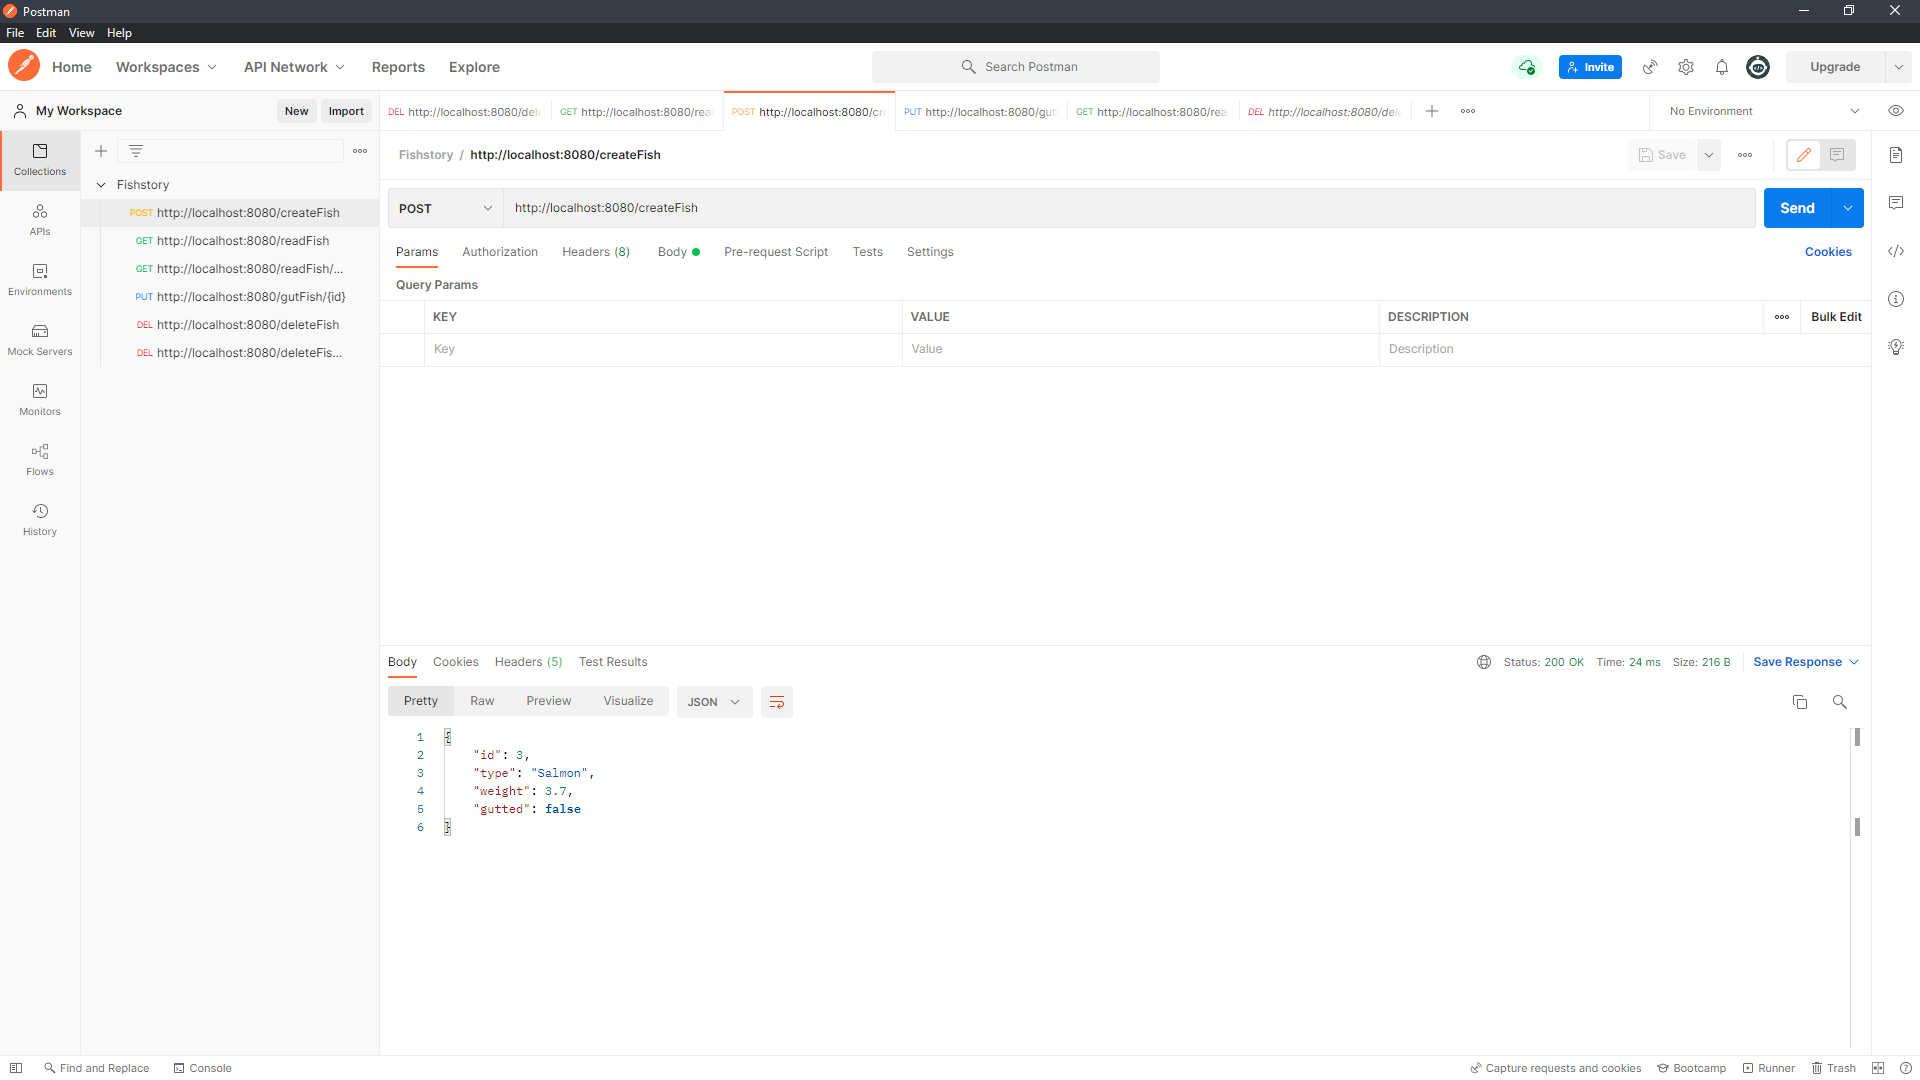 Postman
File Edit View Help
Home Workspaces API Network Reports Explore Search Postman Invite Upgrade
My Workspace New Import
DEL http://localhost:8080/dele GET http://localhost:8080/rea POST http://localhost:8080/cr PUT http://localhost:8080/gut GET http://localhost:8080/rea DEL http://localhost:8080/dele No Environment
Collections
APIs
Environments
Mock Servers
Monitors
Flows
History
Fishstory
POST http://localhost:8080/createFish
GET http://localhost:8080/readFish
GET http://localhost:8080/readFish/...
PUT http://localhost:8080/gutFish/{id}
DEL http://localhost:8080/deleteFish
DEL http://localhost:8080/deleteFis...
Fishstory / http://localhost:8080/createFish Save
POST http://localhost:8080/createFish Send
Params Authorization Headers (8) Body Pre-request Script Tests Settings Cookies
Query Params
KEY VALUE DESCRIPTION Bulk Edit
Key Value Description
Body Cookies Headers (5) Test Results Status: 200 OK Time: 24 ms Size: 216 B Save Response
Pretty Raw Preview Visualize JSON
1 {
2 "id": 3,
3 "type": "Salmon",
4 "weight": 3.7,
5 "gutted": false
6 }
Find and Replace Console Capture requests and cookies Bootcamp Runner Trash